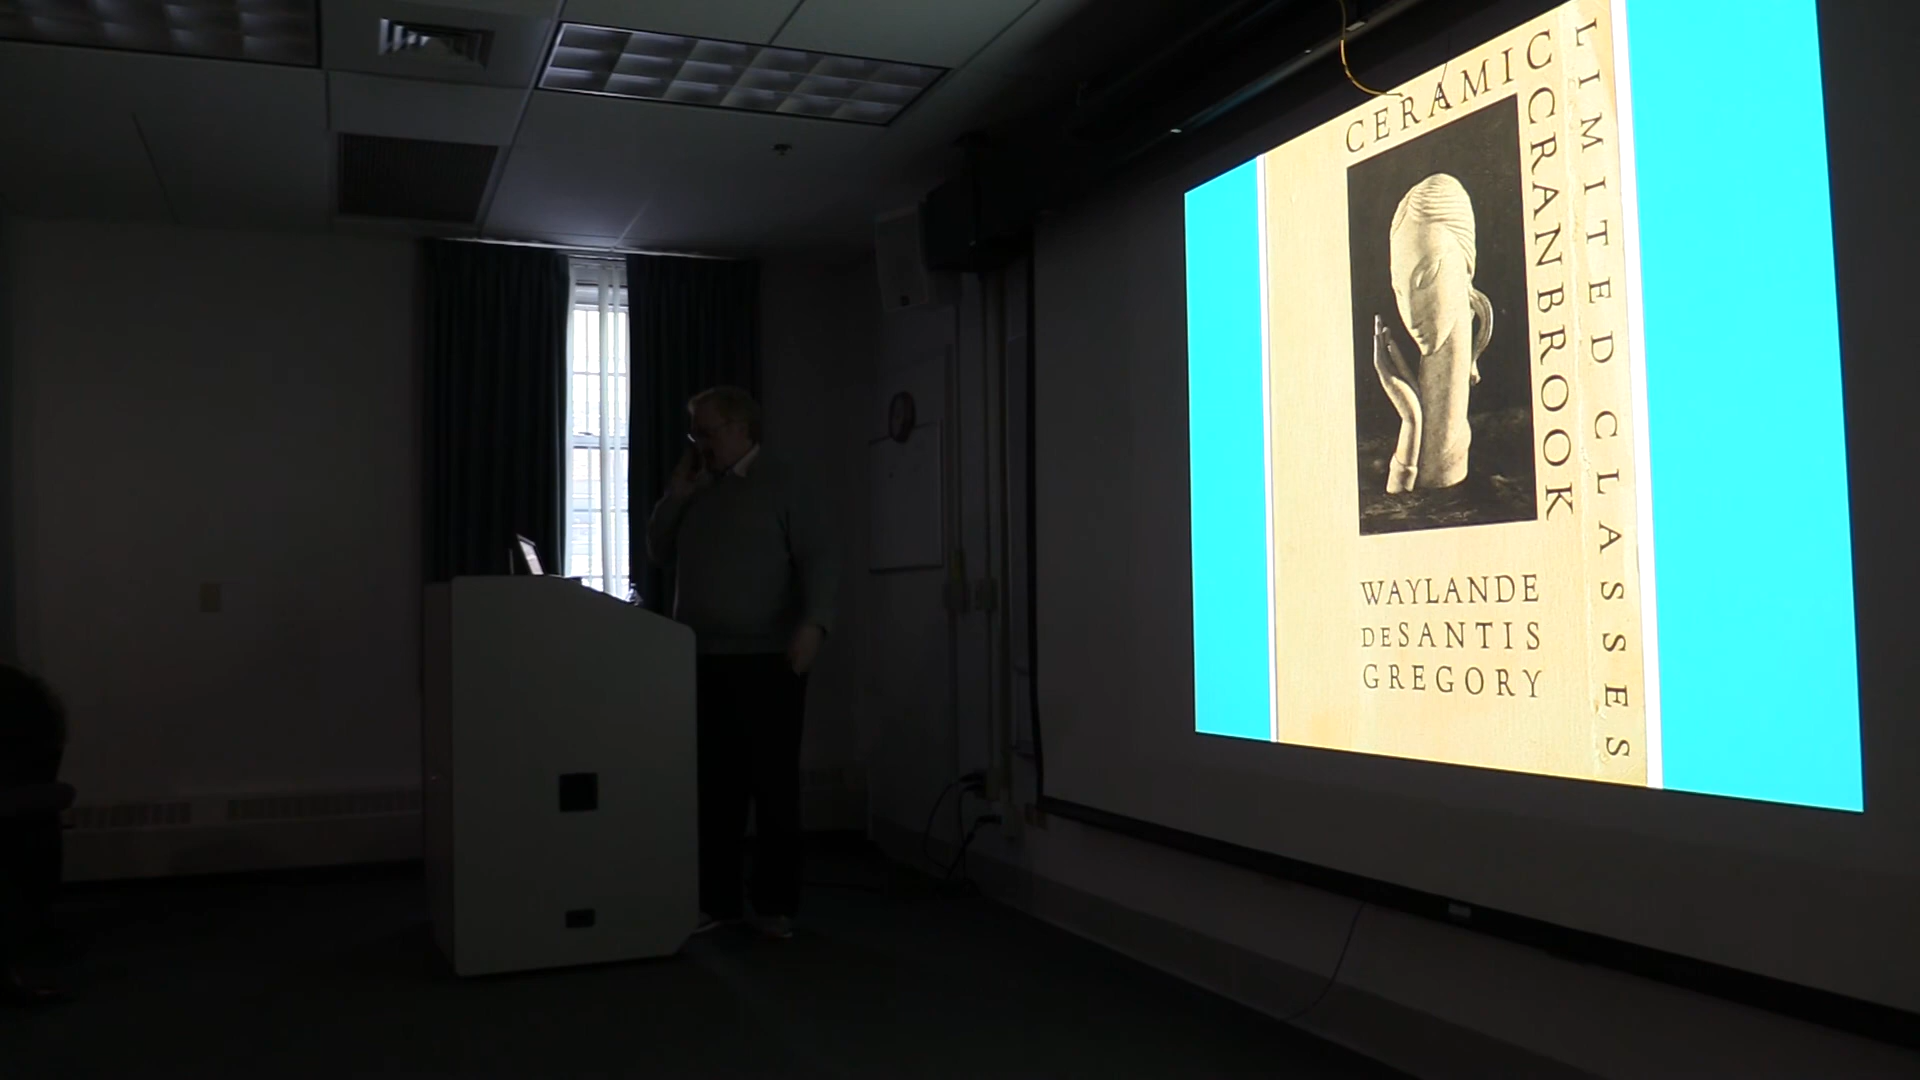 CERAMIC
CRANBROOK
LIMITED CLASSES
WAYLANDE
DESANTIS
GREGORY